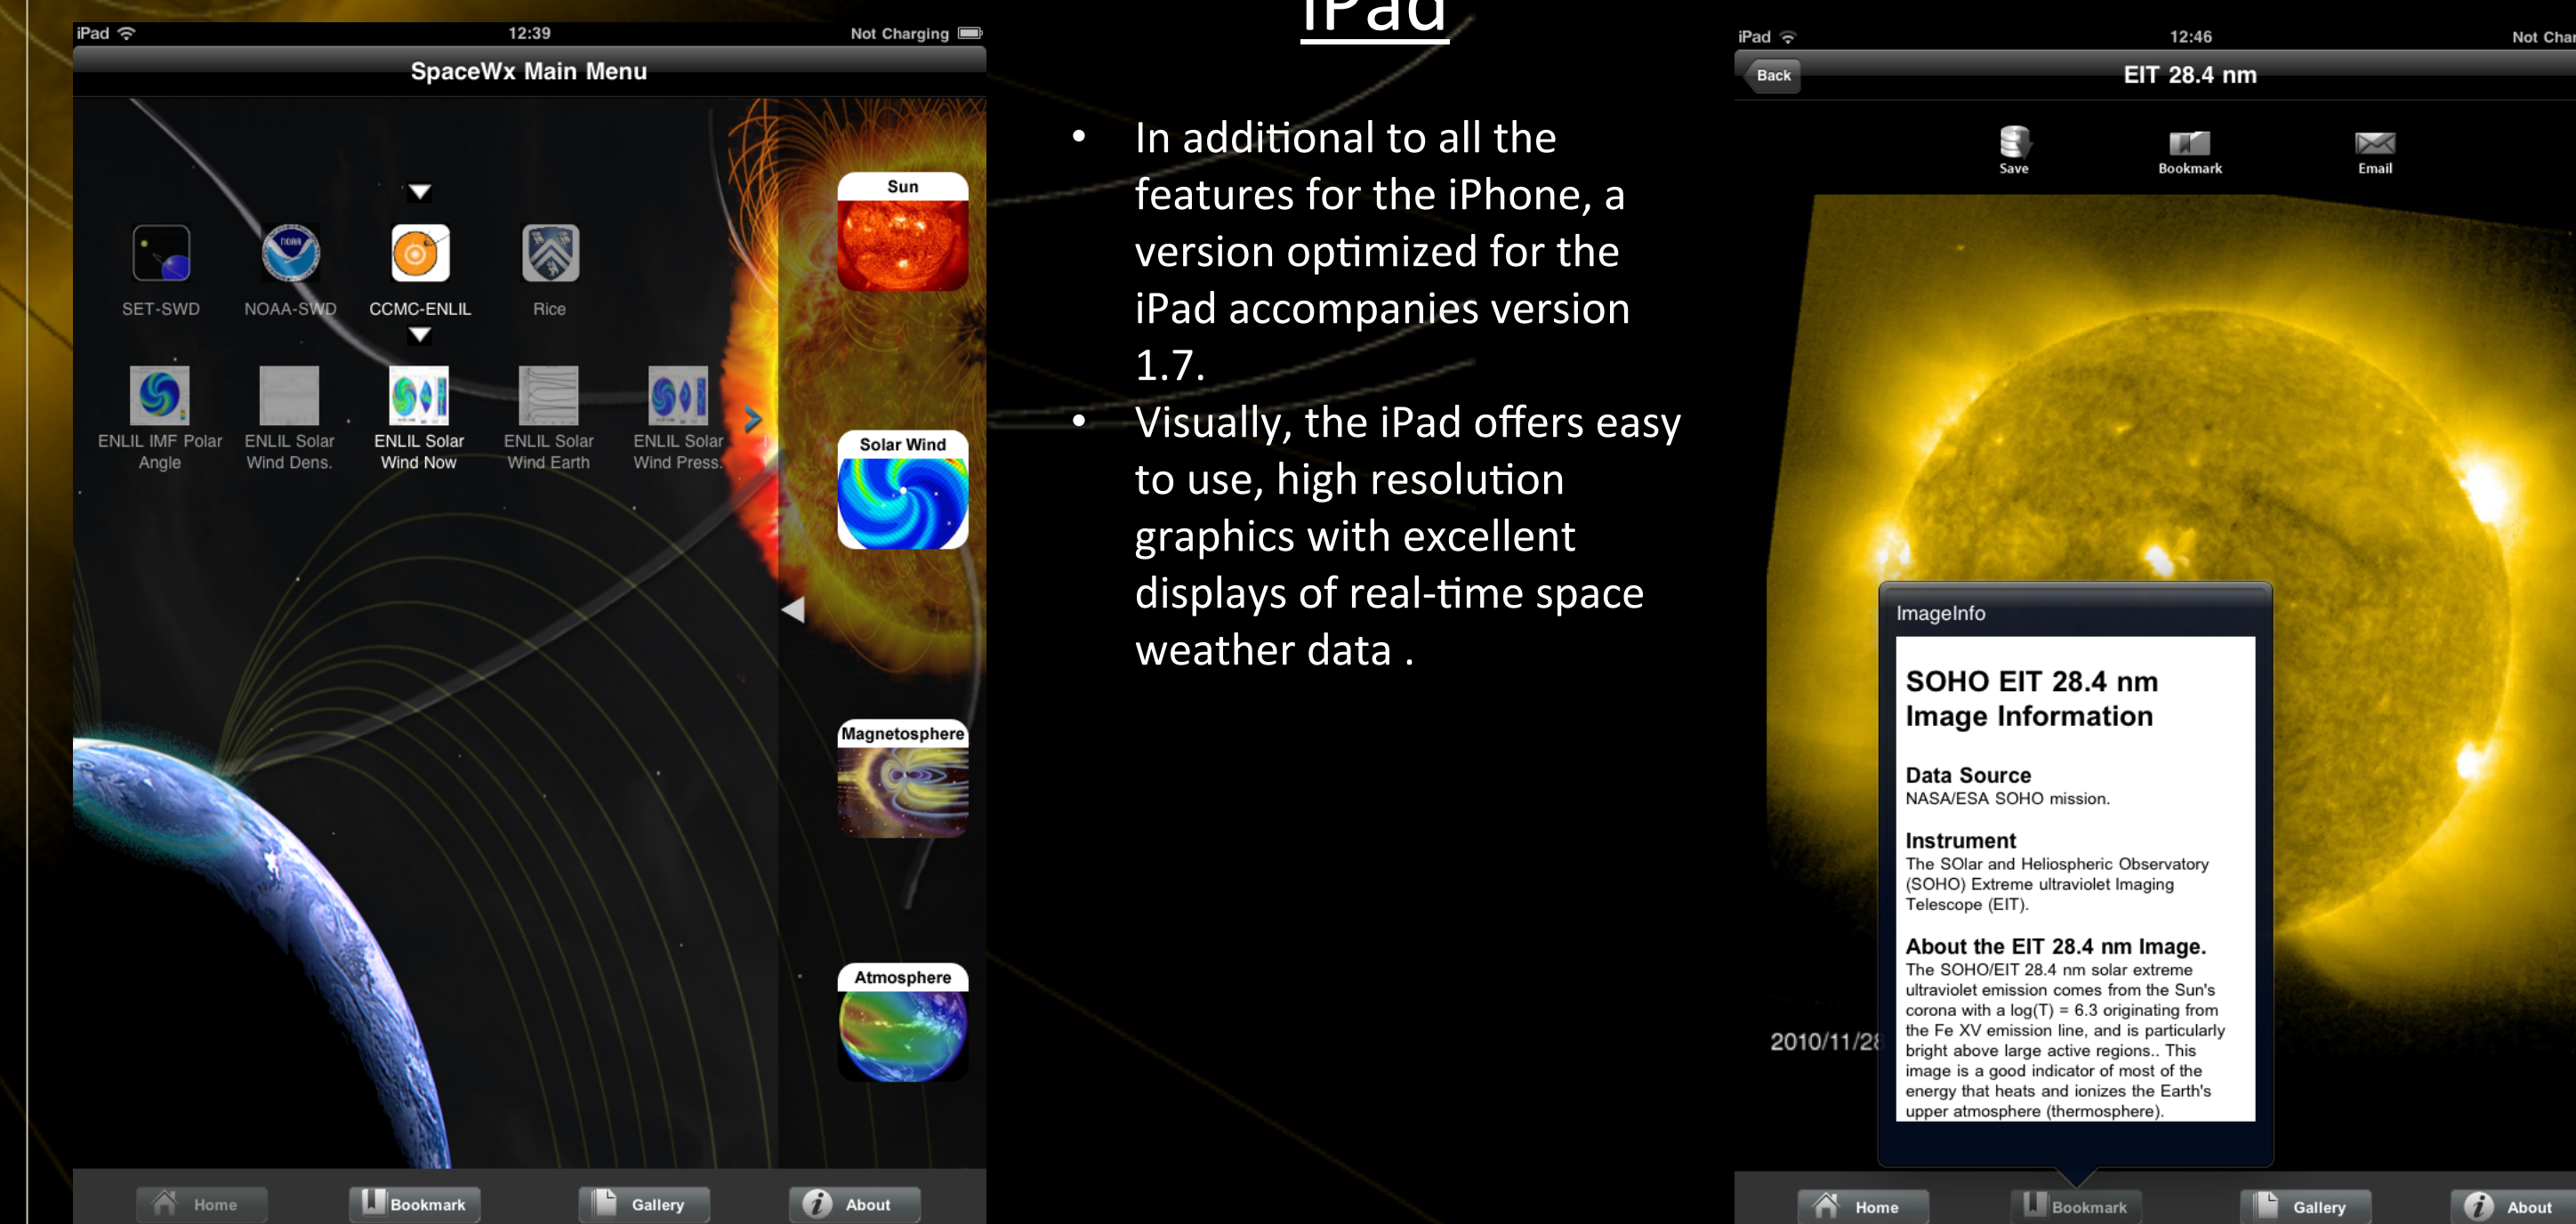 iPad
iPad 12:39 Not Charging
SpaceWx Main Menu
SET-SWD NOAA-SWD CCMC-ENLIL Rice
ENLIL IMF Polar
Angle
ENLIL Solar
Wind Dens.
ENLIL Solar
Wind Now
ENLIL Solar
Wind Earth
ENLIL Solar
Wind Press.
Sun
Solar Wind
Magnetosphere
Atmosphere
Home Bookmark Gallery About
• In additional to all the
features for the iPhone, a
version optimized for the
iPad accompanies version
1.7.
• Visually, the iPad offers easy
to use, high resolution
graphics with excellent
displays of real-time space
weather data .
iPad 12:46 Not Char
Back EIT 28.4 nm
Save Bookmark Email
ImageInfo
SOHO EIT 28.4 nm
Image Information
Data Source
NASA/ESA SOHO mission.
Instrument
The SOlar and Heliospheric Observatory
(SOHO) Extreme ultraviolet Imaging
Telescope (EIT).
About the EIT 28.4 nm Image.
The SOHO/EIT 28.4 nm solar extreme
ultraviolet emission comes from the Sun's
corona with a log(T) = 6.3 originating from
the Fe XV emission line, and is particularly
bright above large active regions.. This
image is a good indicator of most of the
energy that heats and ionizes the Earth's
upper atmosphere (thermosphere).
2010/11/28
Home Bookmark Gallery About